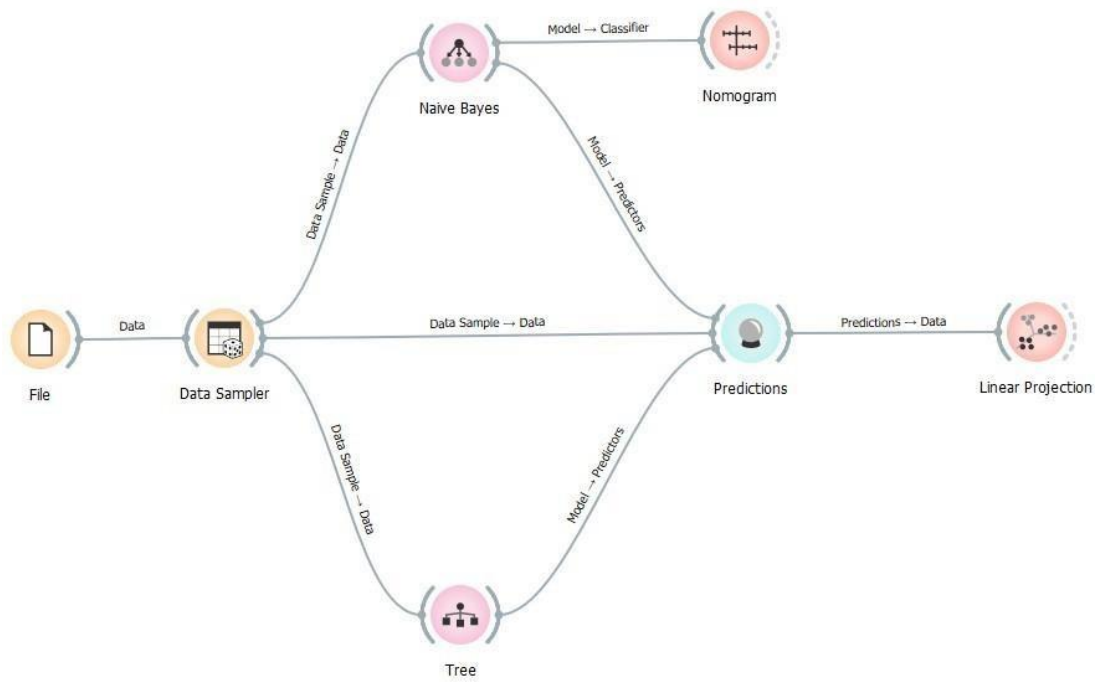 Model → Classifier
Naive Bayes
Nomogram
Data Sample → Data
Model → Predictors
Data
Data Sample → Data
Predictions → Data
File
Data Sampler
Predictions
Linear Projection
Data Sample → Data
Model → Predictors
Tree